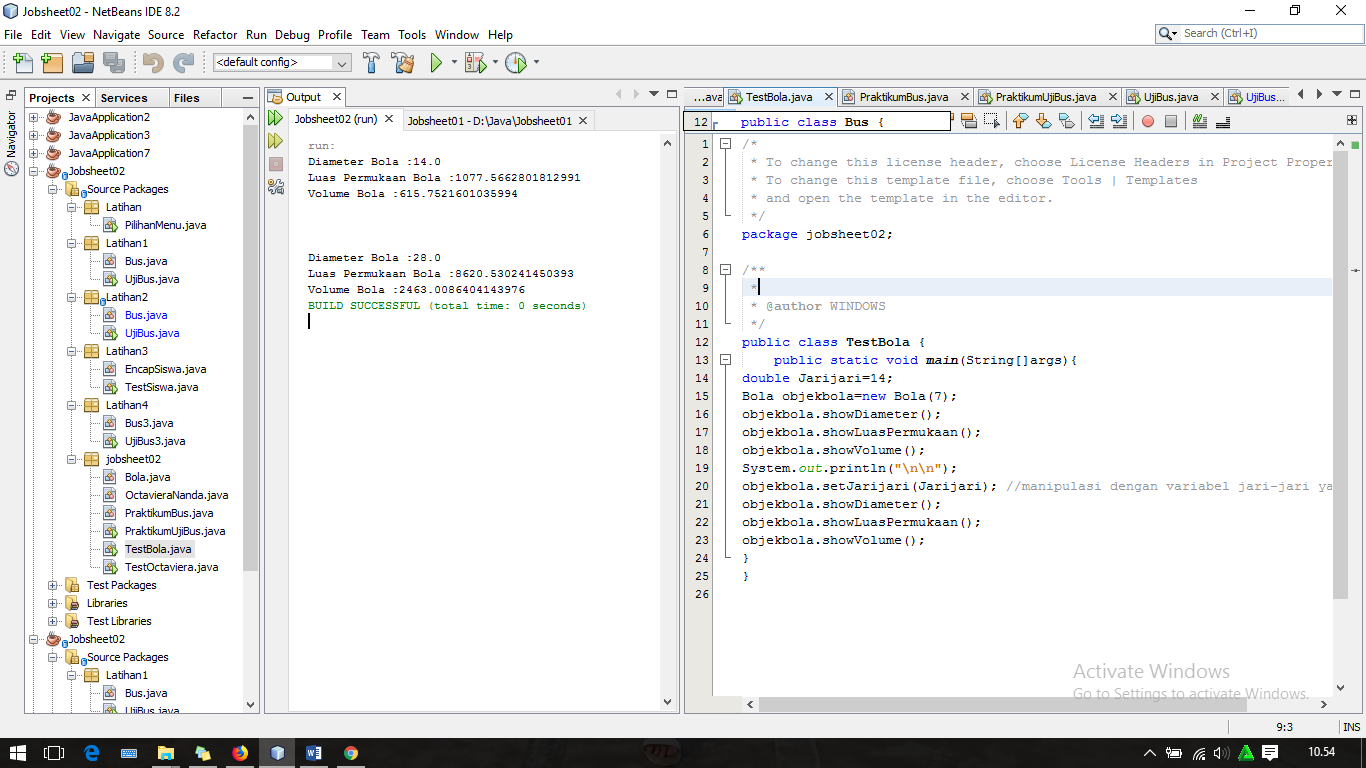 Jobsheet02 - NetBeans IDE 8.2
File Edit View Navigate Source Refactor Run Debug Profile Team Tools Window Help
Search (Ctrl+I)
<default config>
Navigator
Projects Services Files
JavaApplication2
JavaApplication3
JavaApplication7
Jobsheet02
Source Packages
Latihan
PilihanMenu.java
Latihan1
Bus.java
UjiBus.java
Latihan2
Bus.java
UjiBus.java
Latihan3
EncapSiswa.java
TestSiswa.java
Latihan4
Bus3.java
UjiBus3.java
jobsheet02
Bola.java
OctavieraNanda.java
PraktikumBus.java
PraktikumUjiBus.java
TestBola.java
TestOctaviera.java
Test Packages
Libraries
Test Libraries
Jobsheet02
Source Packages
Latihan1
Bus.java
UjiBus.java
Output
Jobsheet02 (run) Jobsheet01 - D:\Java\Jobsheet01
run:
Diameter Bola :14.0
Luas Permukaan Bola :1077.5662801812991
Volume Bola :615.7521601035994
Diameter Bola :28.0
Luas Permukaan Bola :8620.530241450393
Volume Bola :2463.0086404143976
BUILD SUCCESSFUL (total time: 0 seconds)
...ava TestBola.java PraktikumBus.java PraktikumUjiBus.java UjiBus.java UjiBus...
12 public class Bus {
1 /*
2 * To change this license header, choose License Headers in Project Proper
3 * To change this template file, choose Tools | Templates
4 * and open the template in the editor.
5 */
6 package jobsheet02;
7
8 /**
9 *
10 * @author WINDOWS
11 */
12 public class TestBola {
13 public static void main(String[]args){
14 double Jarijari=14;
15 Bola objekbola=new Bola(7);
16 objekbola.showDiameter();
17 objekbola.showLuasPermukaan();
18 objekbola.showVolume();
19 System.out.println("\n\n");
20 objekbola.setJarijari(Jarijari); //manipulasi dengan variabel jari-jari ya
21 objekbola.showDiameter();
22 objekbola.showLuasPermukaan();
23 objekbola.showVolume();
24 }
25 }
26
Activate Windows
Go to Settings to activate Windows.
9:3 INS
10.54